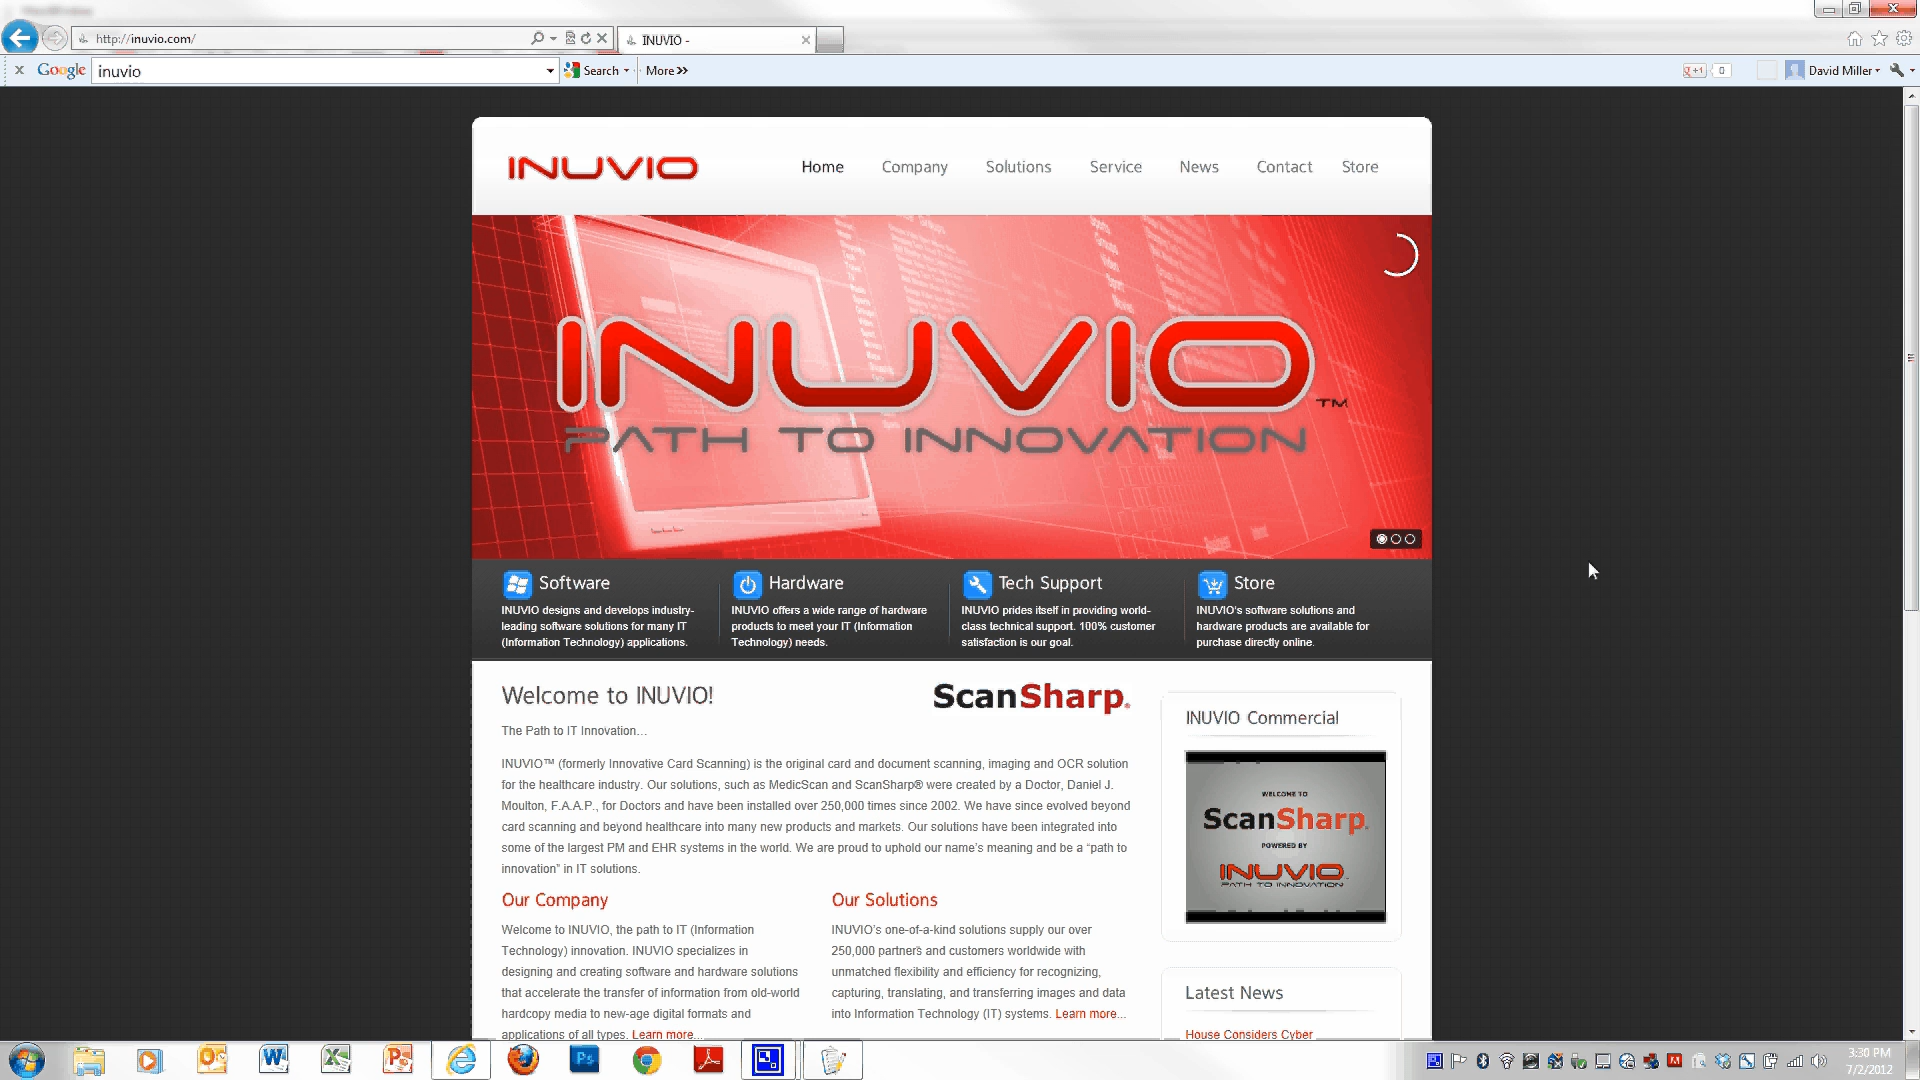 http://inuvio.com/
INUVIO -
Google
inuvio
Search
More
+1
0
David Miller
INUVIO
Home
Company
Solutions
Service
News
Contact
Store
INUVIO™
PATH TO INNOVATION
Software
INUVIO designs and develops industry-
leading software solutions for many IT
(Information Technology) applications.
Hardware
INUVIO offers a wide range of hardware
products to meet your IT (Information
Technology) needs.
Tech Support
INUVIO prides itself in providing world-
class technical support. 100% customer
satisfaction is our goal.
Store
INUVIO's software solutions and
hardware products are available for
purchase directly online.
Welcome to INUVIO!
ScanSharp®
The Path to IT Innovation…
INUVIO™ (formerly Innovative Card Scanning) is the original card and document scanning, imaging and OCR solution
for the healthcare industry. Our solutions, such as MedicScan and ScanSharp® were created by a Doctor, Daniel J.
Moulton, F.A.A.P., for Doctors and have been installed over 250,000 times since 2002. We have since evolved beyond
card scanning and beyond healthcare into many new products and markets. Our solutions have been integrated into
some of the largest PM and EHR systems in the world. We are proud to uphold our name's meaning and be a “path to
innovation” in IT solutions.
Our Company
Welcome to INUVIO, the path to IT (Information
Technology) innovation. INUVIO specializes in
designing and creating software and hardware solutions
that accelerate the transfer of information from old-world
hardcopy media to new-age digital formats and
applications of all types. Learn more...
Our Solutions
INUVIO's one-of-a-kind solutions supply our over
250,000 partners and customers worldwide with
unmatched flexibility and efficiency for recognizing,
capturing, translating, and transferring images and data
into Information Technology (IT) systems. Learn more...
INUVIO Commercial
WELCOME TO
ScanSharp®
POWERED BY
INUVIO
PATH TO INNOVATION
Latest News
House Considers Cyber
Ps
3:30 PM
7/2/2012